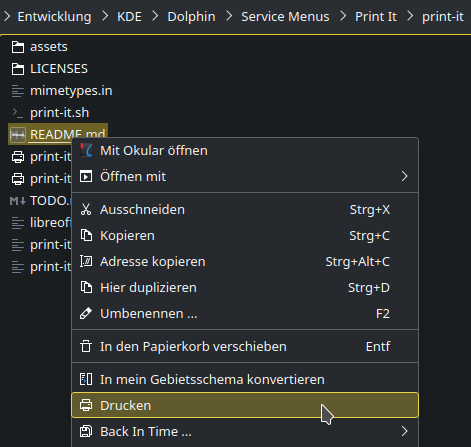 Entwicklung > KDE > Dolphin > Service Menus > Print It > print-it
assets
LICENSES
mimetypes.in
print-it.sh
README.md
print-it
print-it
TODO.
libreoff
print-it
print-it
Mit Okular öffnen
Öffnen mit
Ausschneiden Strg+X
Kopieren Strg+C
Adresse kopieren Strg+Alt+C
Hier duplizieren Strg+D
Umbenennen ... F2
In den Papierkorb verschieben Entf
In mein Gebietsschema konvertieren
Drucken
Back In Time ...